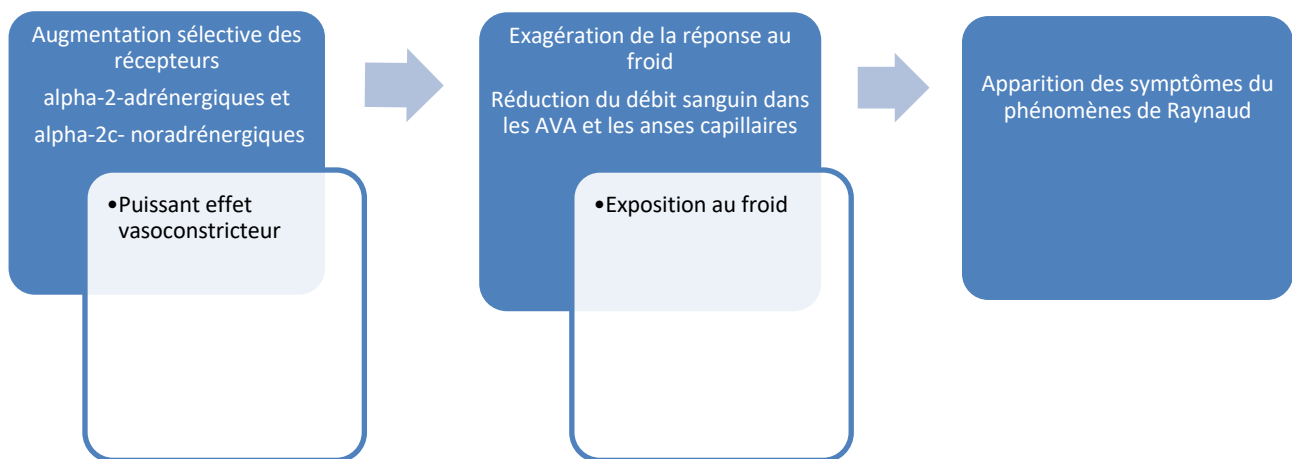 Augmentation sélective des
récepteurs
alpha-2-adrénergiques et
alpha-2c- noradrénergiques
•Puissant effet
vasoconstricteur
Exagération de la réponse au
froid
Réduction du débit sanguin dans
les AVA et les anses capillaires
•Exposition au froid
Apparition des symptômes du
phénomènes de Raynaud